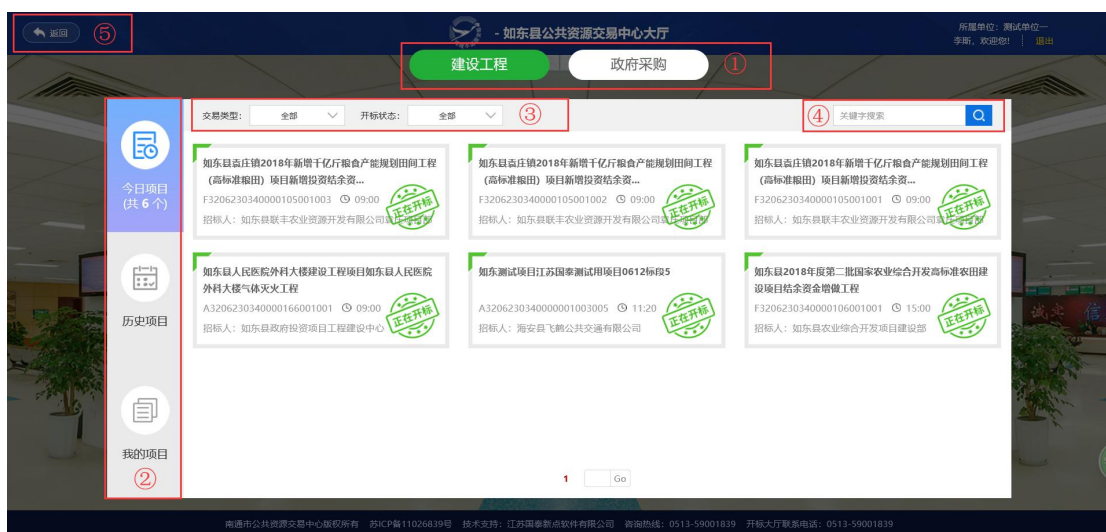 返回
⑤
- 如东县公共资源交易中心大厅
所属单位：测试单位一
李昕，欢迎您！ 退出
建设工程
政府采购
①
交易类型： 全部 开标状态： 全部 ③
④ 关键字搜索
今日项目
(共 6 个)
历史项目
我的项目
②
如东县袁庄镇2018年新增千亿斤粮食产能规划田间工程
（高标准粮田）项目新增投资结余资...
F3206230340000105001003 09:00
招标人：如东县联丰农业资源开发有限公司
正在开标
如东县袁庄镇2018年新增千亿斤粮食产能规划田间工程
（高标准粮田）项目新增投资结余资...
F3206230340000105001002 09:00
招标人：如东县联丰农业资源开发有限公司
正在开标
如东县袁庄镇2018年新增千亿斤粮食产能规划田间工程
（高标准粮田）项目新增投资结余资...
F3206230340000105001001 09:00
招标人：如东县联丰农业资源开发有限公司
正在开标
如东县人民医院外科大楼建设工程项目如东县人民医院
外科大楼气体灭火工程
A3206230340000166001001 09:00
招标人：如东县政府投资项目工程建设中心
正在开标
如东测试项目江苏国泰测试用项目0612标段5
A3206230340000001003005 11:20
招标人：海安县飞鹤公共交通有限公司
正在开标
如东县2018年度第二批国家农业综合开发高标准农田建
设项目结余资金增做工程
F3206230340000106001001 15:00
招标人：如东县农业综合开发项目建设部
正在开标
诚实 信
1 Go
南通市公共资源交易中心版权所有 苏ICP备11026839号 技术支持：江苏国泰新点软件有限公司 咨询热线：0513-59001839 开标大厅联系电话：0513-59001839